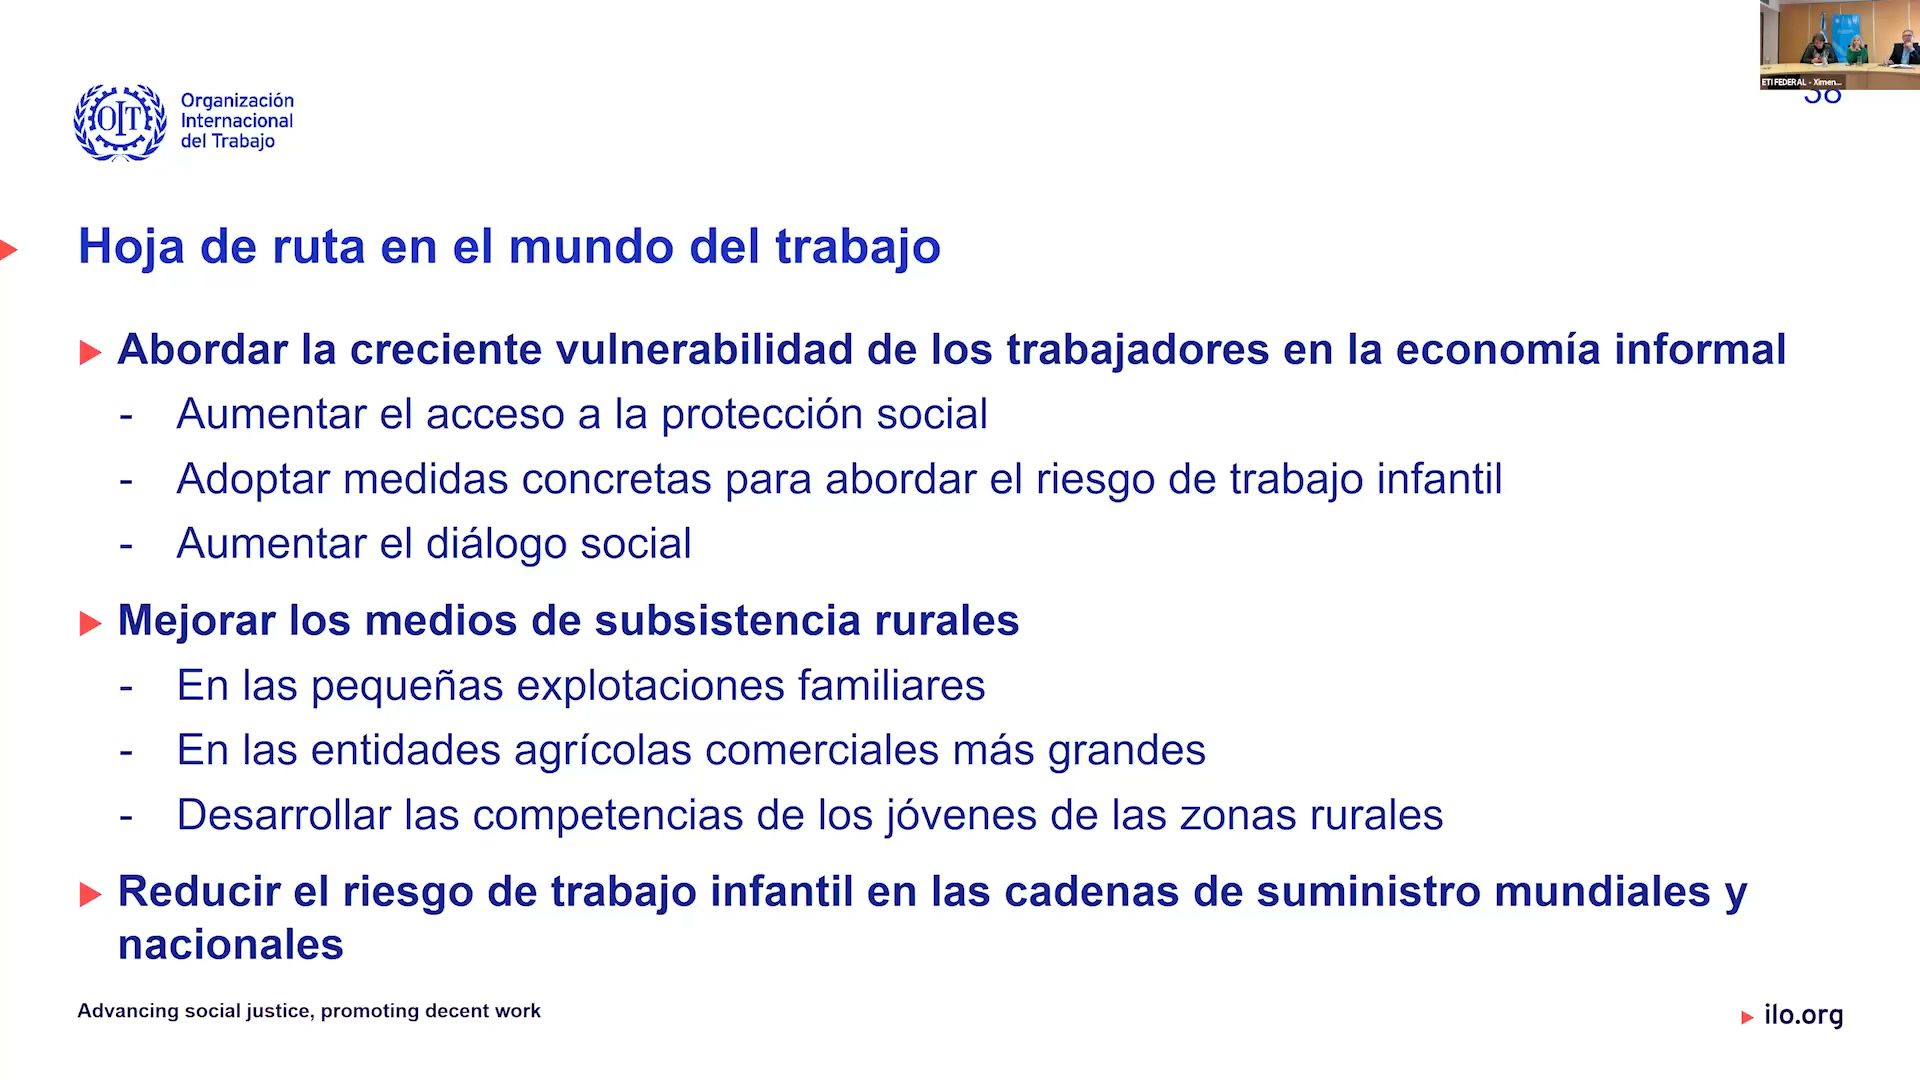 ETI FEDERAL - Ximen...
38
OIT
Organización
Internacional
del Trabajo
Hoja de ruta en el mundo del trabajo
Abordar la creciente vulnerabilidad de los trabajadores en la economía informal
- Aumentar el acceso a la protección social
- Adoptar medidas concretas para abordar el riesgo de trabajo infantil
- Aumentar el diálogo social
Mejorar los medios de subsistencia rurales
- En las pequeñas explotaciones familiares
- En las entidades agrícolas comerciales más grandes
- Desarrollar las competencias de los jóvenes de las zonas rurales
Reducir el riesgo de trabajo infantil en las cadenas de suministro mundiales y
nacionales
Advancing social justice, promoting decent work
ilo.org